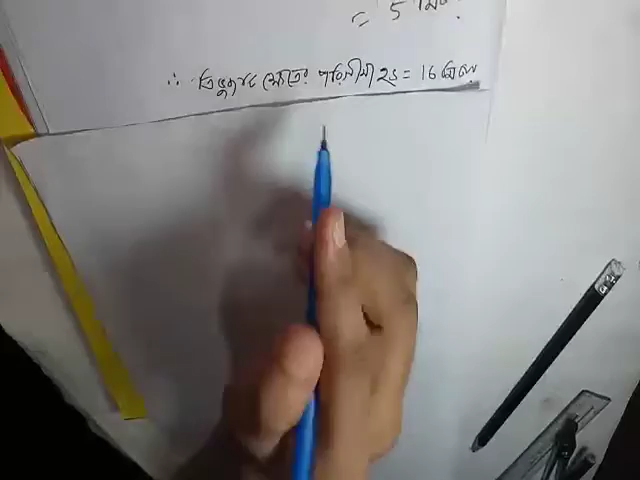 = 5 মিটার.
∴ ত্রিভুজাকার ক্ষেত্রের পরিসীমা 2s = 16 মিটার